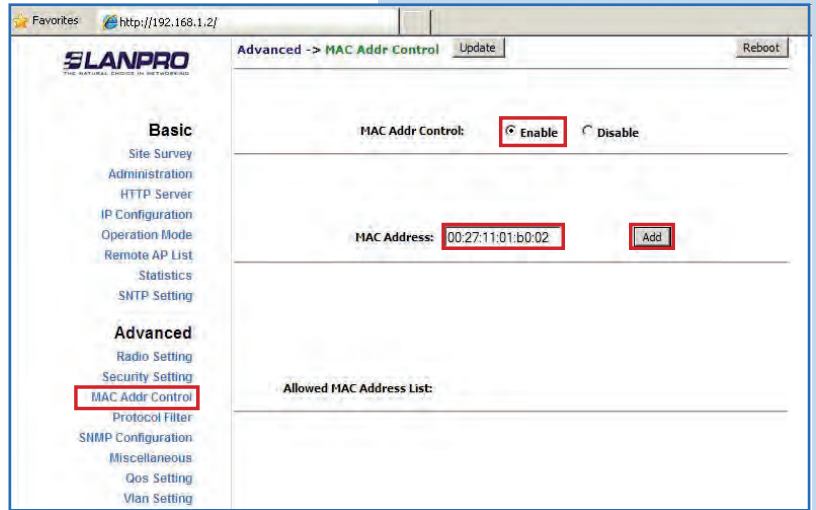 Favorites http://192.168.1.2/
LANPRO
THE NATURAL CHOICE IN NETWORKING
Advanced -> MAC Addr Control Update Reboot
Basic
Site Survey
Administration
HTTP Server
IP Configuration
Operation Mode
Remote AP List
Statistics
SNTP Setting
Advanced
Radio Setting
Security Setting
MAC Addr Control
Protocol Filter
SNMP Configuration
Miscellaneous
Qos Setting
Vlan Setting
MAC Addr Control: Enable Disable
MAC Address: 00:27:11:01:b0:02 Add
Allowed MAC Address List: